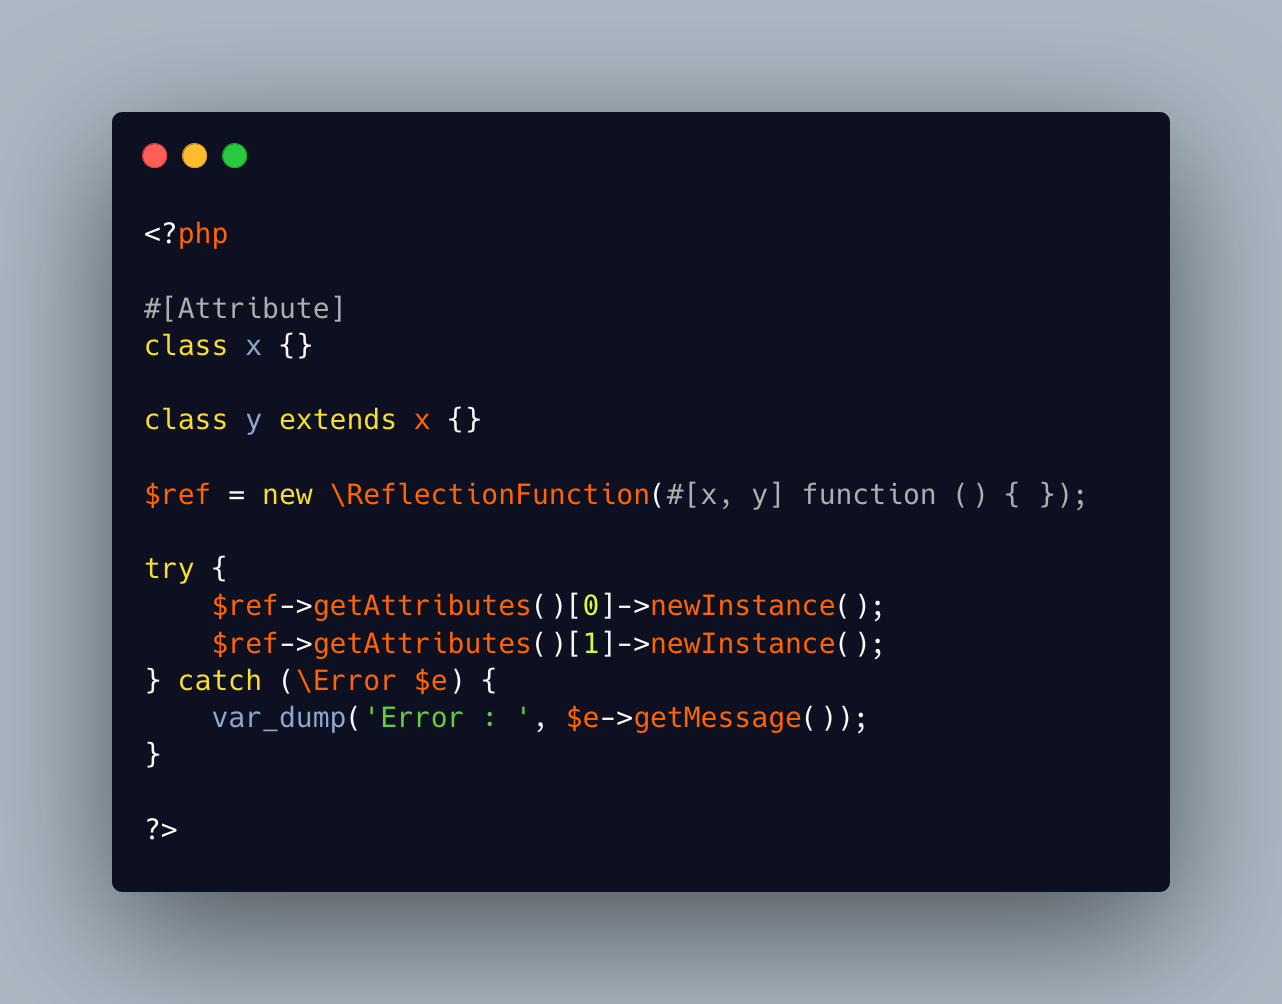 <?php
#[Attribute]
class x {}
class y extends x {}
$ref = new \ReflectionFunction(#[x, y] function () { });
try {
    $ref->getAttributes()[0]->newInstance();
    $ref->getAttributes()[1]->newInstance();
} catch (\Error $e) {
    var_dump('Error : ', $e->getMessage());
}
?>